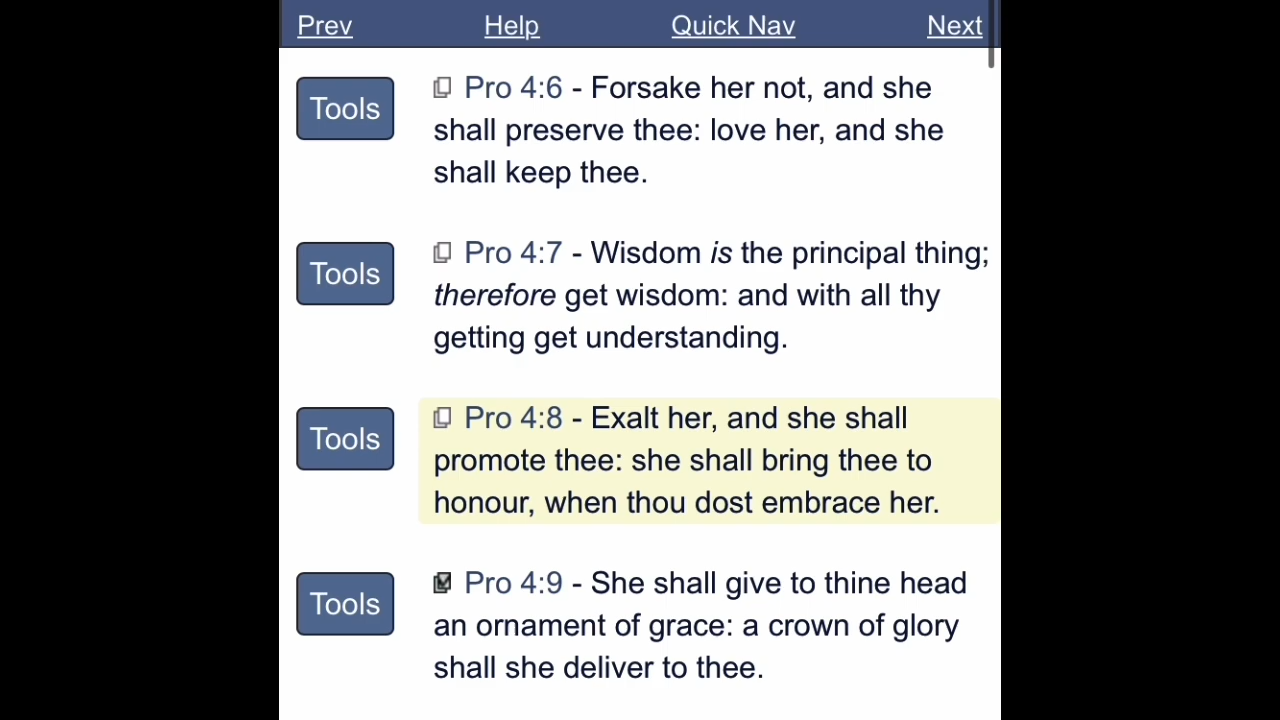 Prev Help Quick Nav Next
Tools
Pro 4:6 - Forsake her not, and she
shall preserve thee: love her, and she
shall keep thee.
Tools
Pro 4:7 - Wisdom is the principal thing;
therefore get wisdom: and with all thy
getting get understanding.
Tools
Pro 4:8 - Exalt her, and she shall
promote thee: she shall bring thee to
honour, when thou dost embrace her.
Tools
Pro 4:9 - She shall give to thine head
an ornament of grace: a crown of glory
shall she deliver to thee.